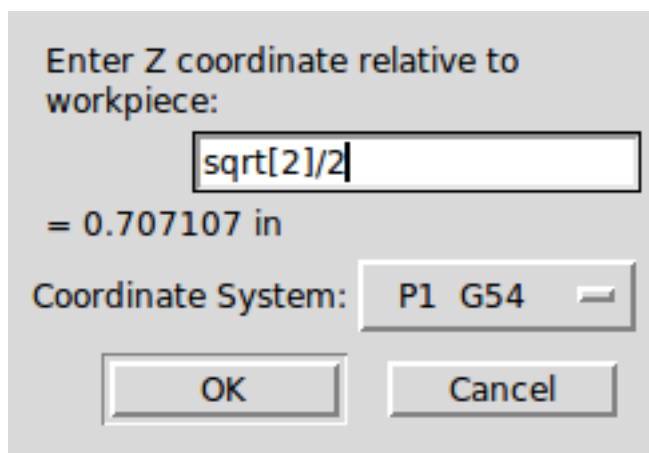 Enter Z coordinate relative to
workpiece:
sqrt[2]/2
= 0.707107 in
Coordinate System: P1 G54
OK Cancel